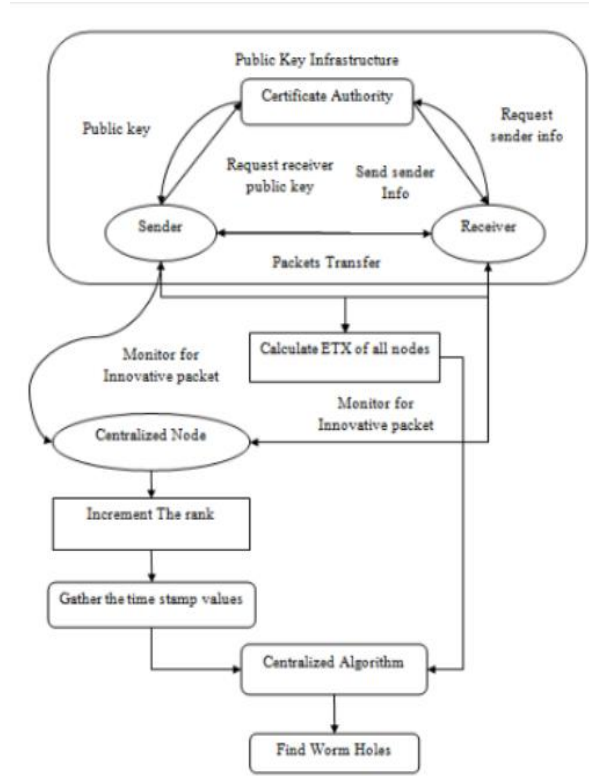 Public Key Infrastructure
Certificate Authority
Public key
Request
sender info
Request receiver
public key
Send sender
Info
Sender
Receiver
Packets Transfer
Calculate ETX of all nodes
Monitor for
Innovative packet
Monitor for
Innovative packet
Centralized Node
Increment The rank
Gather the time stamp values
Centralized Algorithm
Find Worm Holes